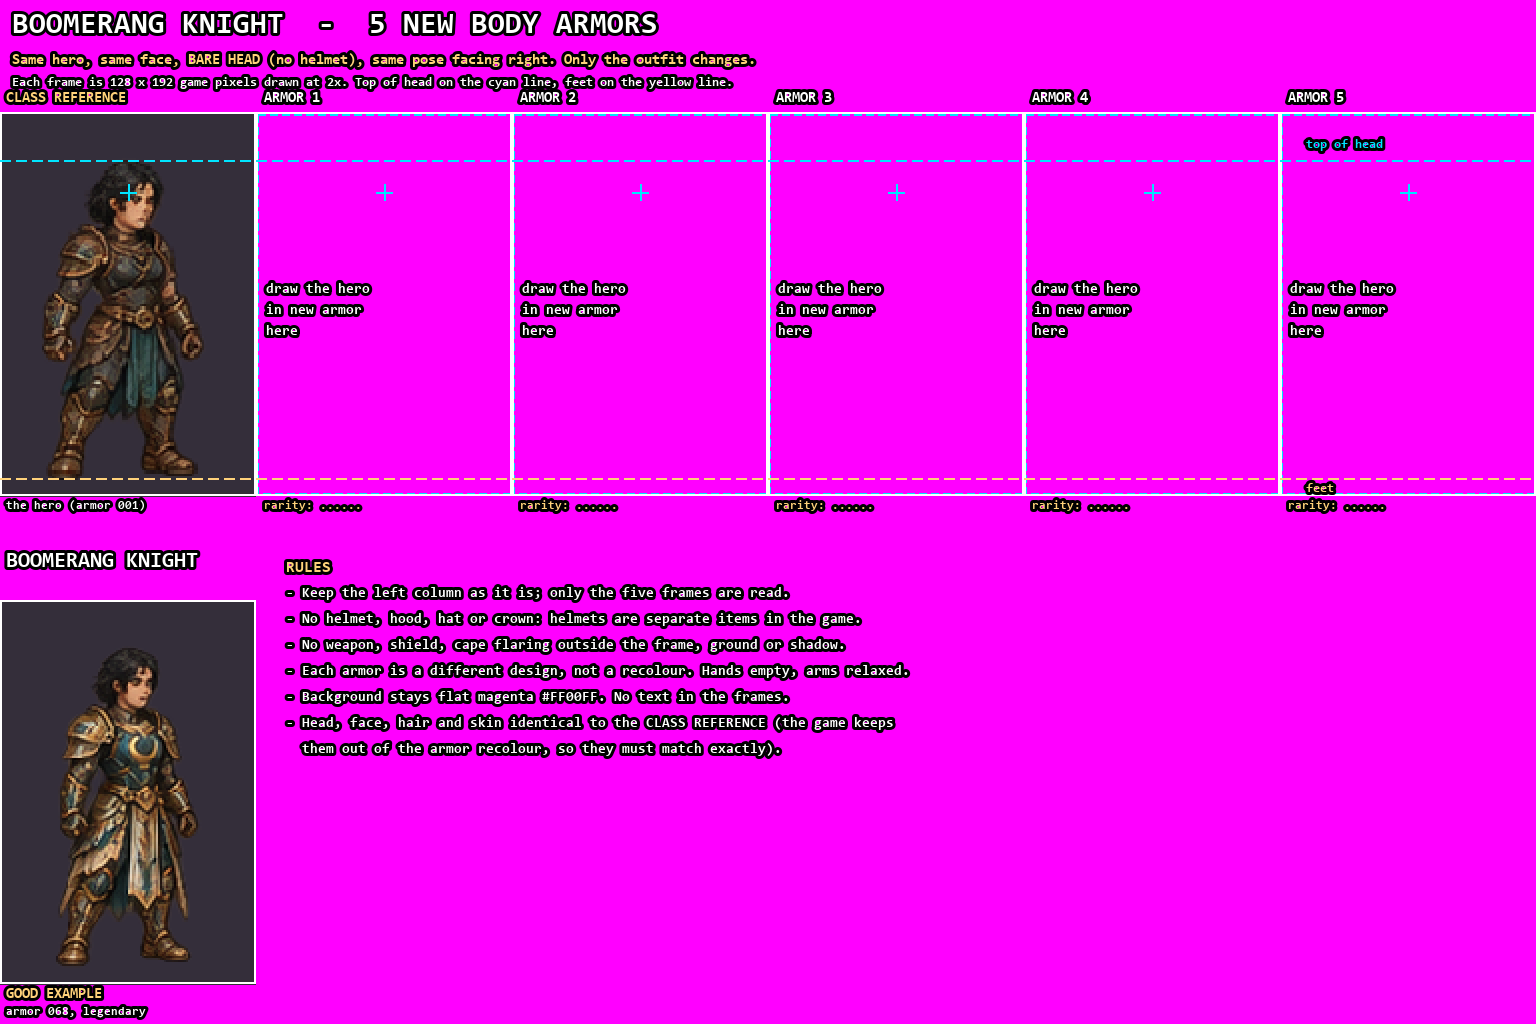 BOOMERANG KNIGHT - 5 NEW BODY ARMORS
Same hero, same face, BARE HEAD (no helmet), same pose facing right. Only the outfit changes.
Each frame is 128 x 192 game pixels drawn at 2x. Top of head on the cyan line, feet on the yellow line.
CLASS REFERENCE
ARMOR 1
ARMOR 2
ARMOR 3
ARMOR 4
ARMOR 5
top of head
draw the hero
in new armor
here
draw the hero
in new armor
here
draw the hero
in new armor
here
draw the hero
in new armor
here
draw the hero
in new armor
here
feet
the hero (armor 001)
rarity: ......
rarity: ......
rarity: ......
rarity: ......
rarity: ......
BOOMERANG KNIGHT
RULES
- Keep the left column as it is; only the five frames are read.
- No helmet, hood, hat or crown: helmets are separate items in the game.
- No weapon, shield, cape flaring outside the frame, ground or shadow.
- Each armor is a different design, not a recolour. Hands empty, arms relaxed.
- Background stays flat magenta #FF00FF. No text in the frames.
- Head, face, hair and skin identical to the CLASS REFERENCE (the game keeps
them out of the armor recolour, so they must match exactly).
GOOD EXAMPLE
armor 068, legendary